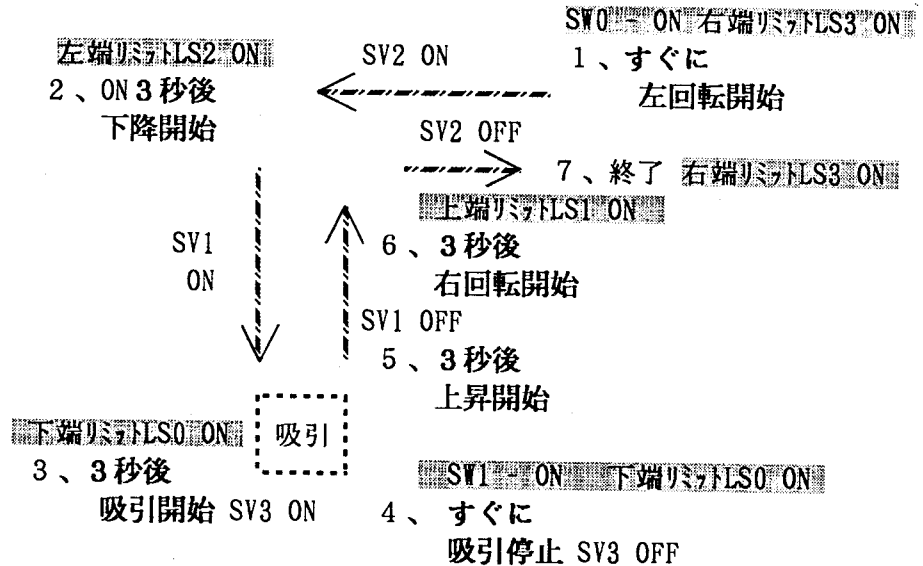 SW0 - ON 右端リミットLS3 ON
1、すぐに
左回転開始
SV2 ON
左端リミットLS2 ON
2、ON 3秒後
下降開始
SV1
ON
下端リミットLS0 ON
3、3秒後
吸引開始 SV3 ON
吸引
SW1 - ON 下端リミットLS0 ON
4、すぐに
吸引停止 SV3 OFF
5、3秒後
上昇開始
SV1 OFF
上端リミットLS1 ON
6、3秒後
右回転開始
SV2 OFF
7、終了 右端リミットLS3 ON